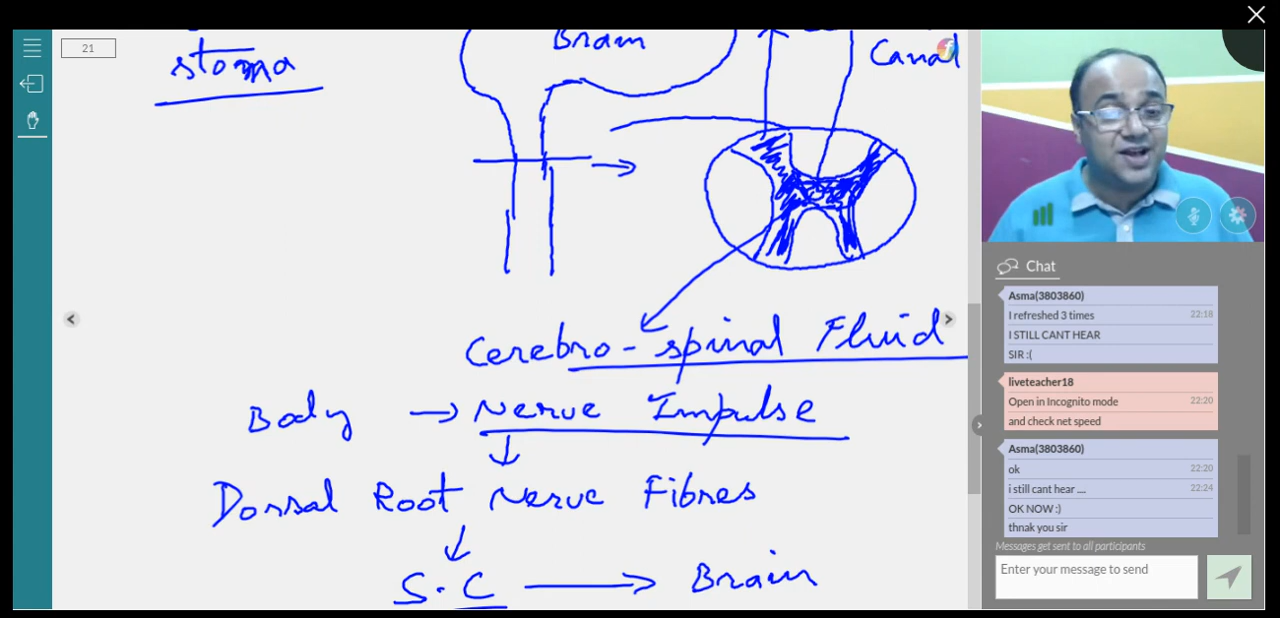 21
stoma
Brain
Canal
Cerebro-spinal Fluid
Body → Nerve Impulse
↓
Dorsal Root Nerve Fibres
↓
S.C → Brain
Chat
Asma(3803860)
I refreshed 3 times 22:18
I STILL CANT HEAR
SIR :(
liveteacher18
Open in Incognito mode 22:20
and check net speed
Asma(3803860)
ok 22:20
i still cant hear .... 22:24
OK NOW :)
thnak you sir
Messages get sent to all participants
Enter your message to send